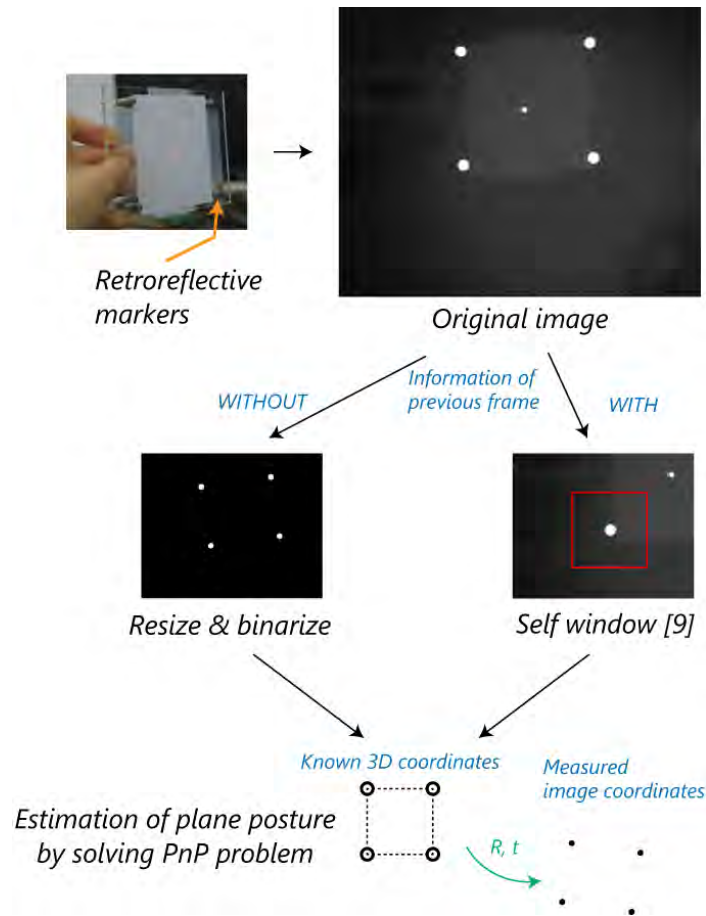 Retroreflective
markers
Original image
WITHOUT
Information of
previous frame
WITH
Resize & binarize
Self window [9]
Known 3D coordinates
Measured
image coordinates
Estimation of plane posture
by solving PnP problem
R, t